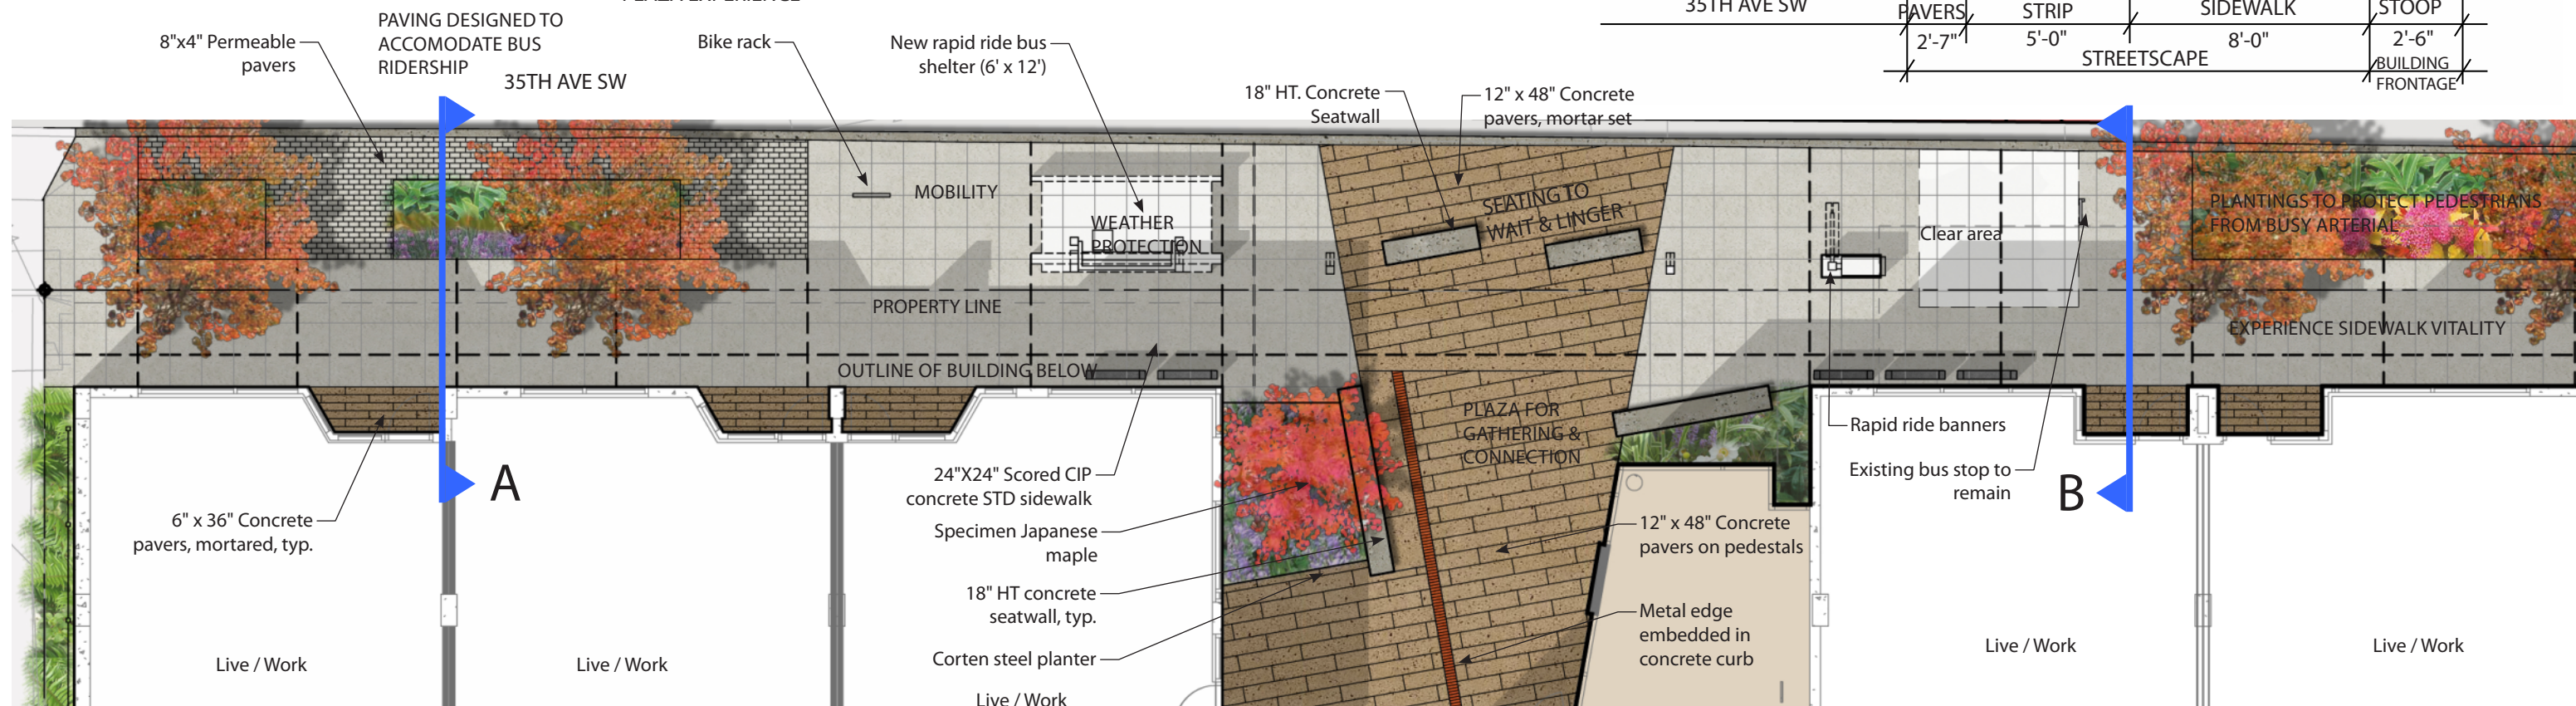 35TH AVE SW
PAVERS
STRIP
SIDEWALK
STOOP
2'-7"
5'-0"
8'-0"
2'-6"
STREETSCAPE
BUILDING
FRONTAGE
8"x4" Permeable
pavers
PAVING DESIGNED TO
ACCOMODATE BUS
RIDERSHIP
35TH AVE SW
Bike rack
New rapid ride bus
shelter (6' x 12')
18" HT. Concrete
Seatwall
12" x 48" Concrete
pavers, mortar set
MOBILITY
WEATHER
PROTECTION
SEATING TO
WAIT & LINGER
Clear area
PLANTINGS TO PROTECT PEDESTRIANS
FROM BUSY ARTERIAL
PROPERTY LINE
EXPERIENCE SIDEWALK VITALITY
OUTLINE OF BUILDING BELOW
PLAZA FOR
GATHERING &
CONNECTION
Rapid ride banners
Existing bus stop to
remain
A
B
24"X24" Scored CIP
concrete STD sidewalk
6" x 36" Concrete
pavers, mortared, typ.
Specimen Japanese
maple
12" x 48" Concrete
pavers on pedestals
18" HT concrete
seatwall, typ.
Metal edge
embedded in
concrete curb
Corten steel planter
Live / Work
Live / Work
Live / Work
Live / Work
Live / Work